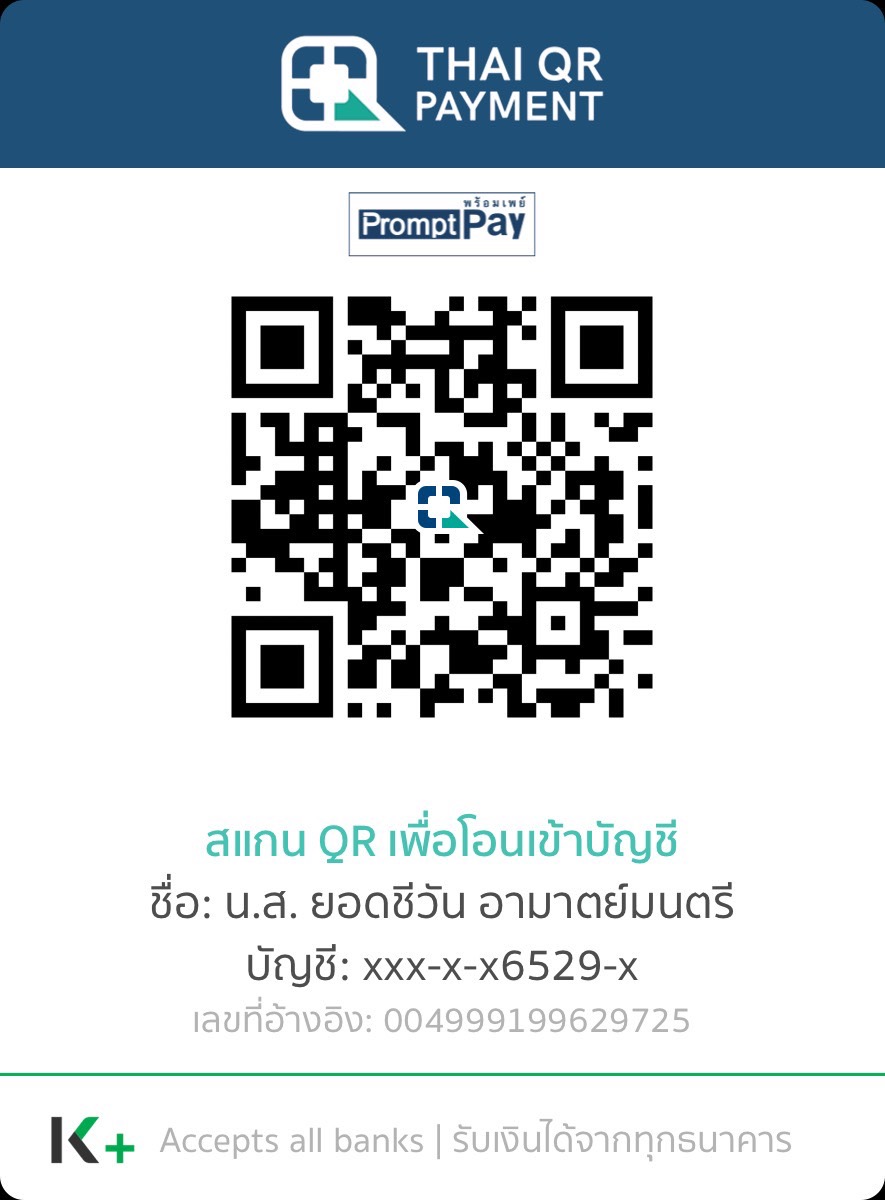 THAI QR
PAYMENT
พร้อมเพย์
PromptPay
สแกน QR เพื่อโอนเข้าบัญชี
ชื่อ: น.ส. ยอดชีวัน อามาตย์มนตรี
บัญชี: xxx-x-x6529-x
เลขที่อ้างอิง: 004999199629725
K+ Accepts all banks | รับเงินได้จากทุกธนาคาร